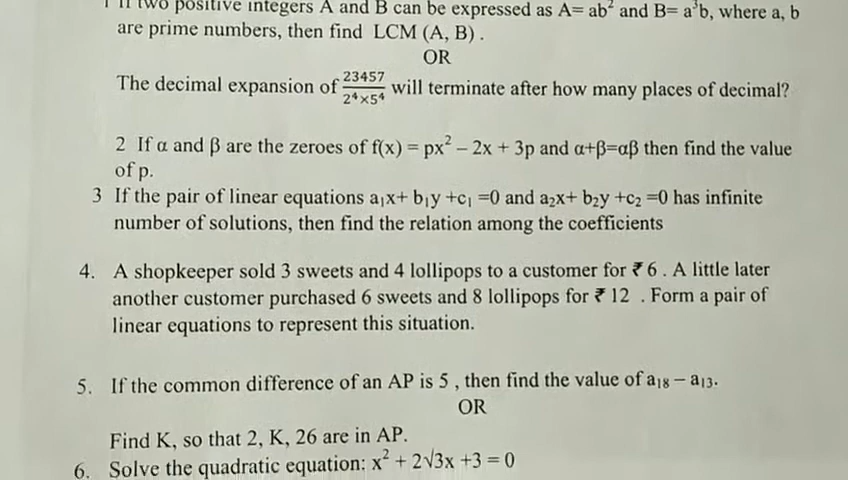 1 If two positive integers A and B can be expressed as A= ab² and B= a³b, where a, b
are prime numbers, then find LCM (A, B) .
OR
The decimal expansion of 23457/2⁴×5⁴ will terminate after how many places of decimal?
2 If α and β are the zeroes of f(x) = px² – 2x + 3p and α+β=αβ then find the value
of p.
3 If the pair of linear equations a₁x+ b₁y +c₁ =0 and a₂x+ b₂y +c₂ =0 has infinite
number of solutions, then find the relation among the coefficients
4. A shopkeeper sold 3 sweets and 4 lollipops to a customer for ₹ 6 . A little later
another customer purchased 6 sweets and 8 lollipops for ₹ 12 . Form a pair of
linear equations to represent this situation.
5. If the common difference of an AP is 5 , then find the value of a₁₈ – a₁₃.
OR
Find K, so that 2, K, 26 are in AP.
6. Solve the quadratic equation: x² + 2√3x +3 = 0